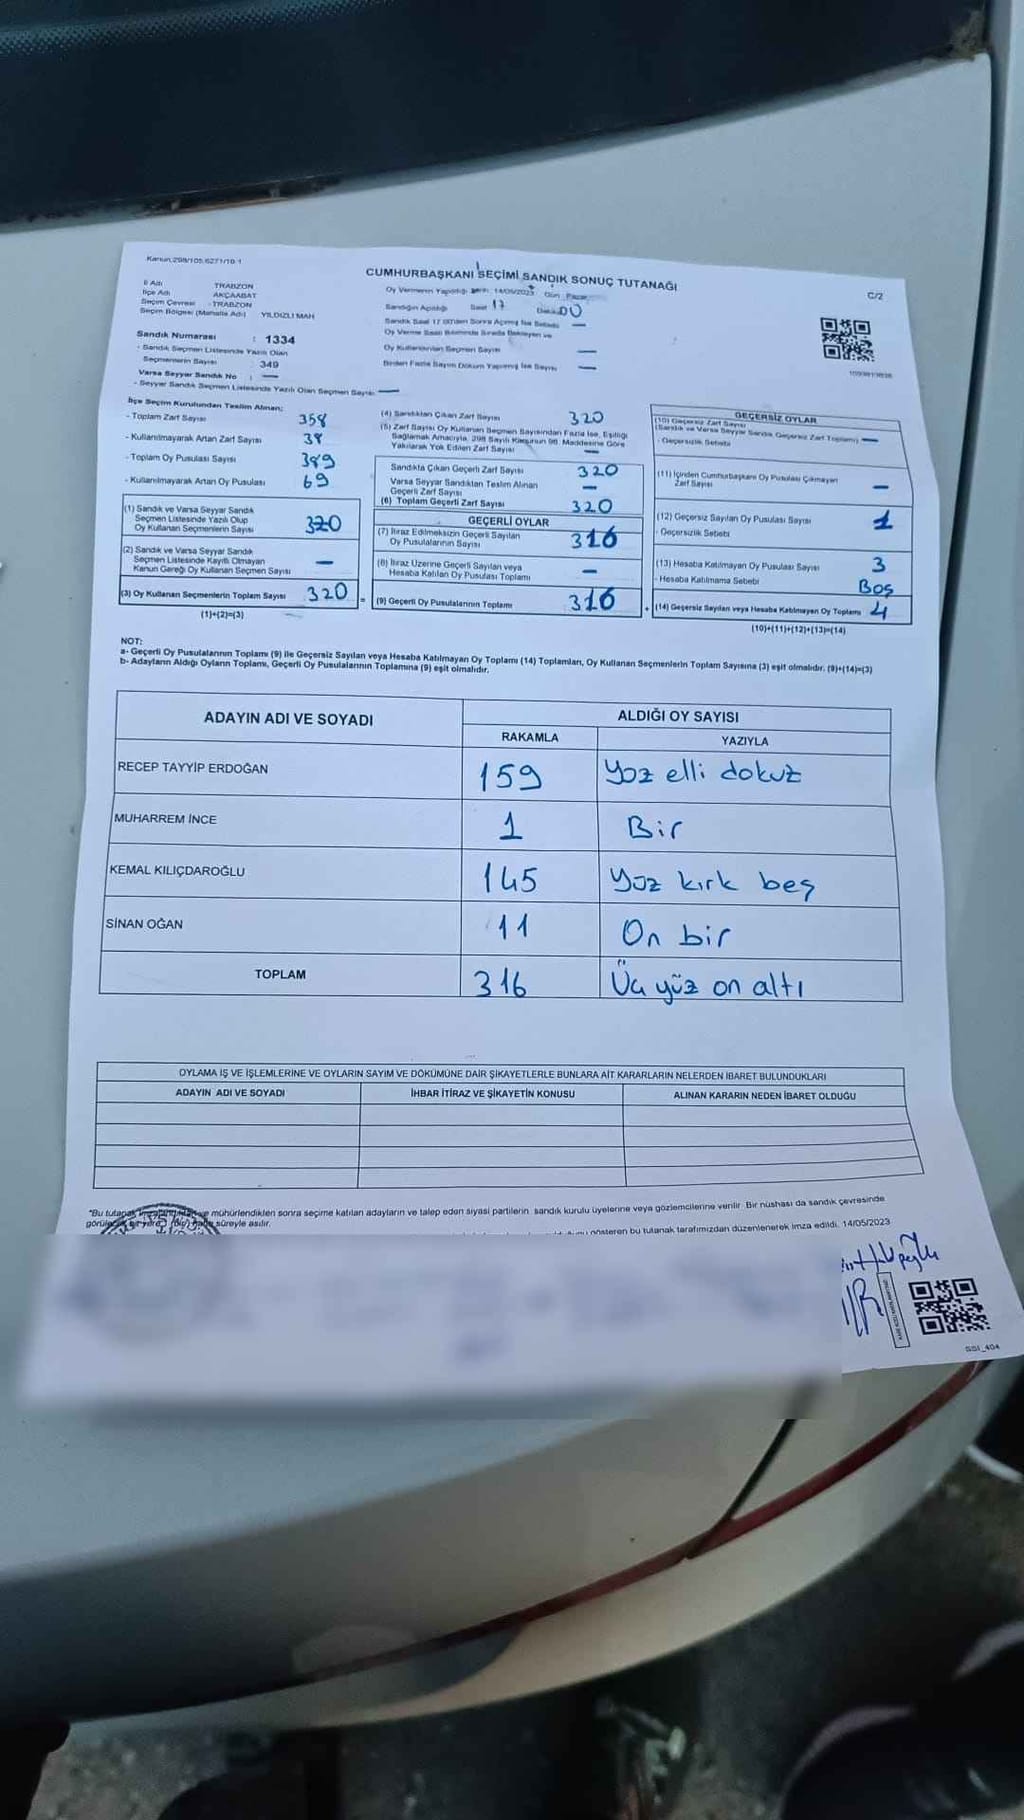 Kanun:298/105,6271/10-1
CUMHURBAŞKANI SEÇİMİ SANDIK SONUÇ TUTANAĞI
C/2
İl Adı TRABZON
İlçe Adı AKÇAABAT
Seçim Çevresi TRABZON
Seçim Bölgesi (Mahalle Adı) YILDIZLI MAH
Oy Vermenin Yapıldığı Tarih: 14/05/2023 Gün Pazar
Sandığın Açıldığı Saat 17 Dakika 00
Sandık Saat 17.00'den Sonra Açılmış İse Sebebi —
Oy Verme Saati Bitiminde Sırada Bekleyen ve
Oy Kullandırılan Seçmen Sayısı —
Birden Fazla Sayım Döküm Yapılmış İse Sayısı —
Sandık Numarası : 1334
- Sandık Seçmen Listesinde Yazılı Olan
Seçmenlerin Sayısı : 349
Varsa Seyyar Sandık No : —
- Seyyar Sandık Seçmen Listesinde Yazılı Olan Seçmen Sayısı —
İlçe Seçim Kurulundan Teslim Alınan;
- Toplam Zarf Sayısı 358
- Kullanılmayarak Artan Zarf Sayısı 38
- Toplam Oy Pusulası Sayısı 389
- Kullanılmayarak Artan Oy Pusulası 69
(1) Sandık ve Varsa Seyyar Sandık
Seçmen Listesinde Yazılı Olup
Oy Kullanan Seçmenlerin Sayısı 320
(2) Sandık ve Varsa Seyyar Sandık
Seçmen Listesinde Kayıtlı Olmayan
Kanun Gereği Oy Kullanan Seçmen Sayısı —
(3) Oy Kullanan Seçmenlerin Toplam Sayısı 320
(1)+(2)=(3)
(4) Sandıktan Çıkan Zarf Sayısı 320
(5) Zarf Sayısı Oy Kullanan Seçmen Sayısından Fazla İse, Eşitliği
Sağlamak Amacıyla, 298 Sayılı Kanunun 98. Maddesine Göre
Yakılarak Yok Edilen Zarf Sayısı —
Sandıkta Çıkan Geçerli Zarf Sayısı 320
Varsa Seyyar Sandıktan Teslim Alınan
Geçerli Zarf Sayısı —
(6) Toplam Geçerli Zarf Sayısı 320
GEÇERLİ OYLAR
(7) İtiraz Edilmeksizin Geçerli Sayılan
Oy Pusulalarının Sayısı 316
(8) İtiraz Üzerine Geçerli Sayılan veya
Hesaba Katılan Oy Pusulası Toplamı —
= (9) Geçerli Oy Pusulalarının Toplamı 316
GEÇERSİZ OYLAR
(10) Geçersiz Zarf Sayısı
(Sandık ve Varsa Seyyar Sandık Geçersiz Zarf Toplamı) —
- Geçersizlik Sebebi
(11) İçinden Cumhurbaşkanı Oy Pusulası Çıkmayan
Zarf Sayısı —
(12) Geçersiz Sayılan Oy Pusulası Sayısı 1
- Geçersizlik Sebebi
(13) Hesaba Katılmayan Oy Pusulası Sayısı 3
- Hesaba Katılmama Sebebi Boş
+ (14) Geçersiz Sayılan veya Hesaba Katılmayan Oy Toplamı 4
(10)+(11)+(12)+(13)=(14)
NOT:
a- Geçerli Oy Pusulalarının Toplamı (9) ile Geçersiz Sayılan veya Hesaba Katılmayan Oy Toplamı (14) Toplamları, Oy Kullanan Seçmenlerin Toplam Sayısına (3) eşit olmalıdır. (9)+(14)=(3)
b- Adayların Aldığı Oyların Toplamı, Geçerli Oy Pusulalarının Toplamına (9) eşit olmalıdır.
ADAYIN ADI VE SOYADI ALDIĞI OY SAYISI
RAKAMLA YAZIYLA
RECEP TAYYİP ERDOĞAN 159 Yüz elli dokuz
MUHARREM İNCE 1 Bir
KEMAL KILIÇDAROĞLU 145 Yüz kırk beş
SİNAN OĞAN 11 On bir
TOPLAM 316 Üç yüz on altı
OYLAMA İŞ VE İŞLEMLERİNE VE OYLARIN SAYIM VE DÖKÜMÜNE DAİR ŞİKAYETLERLE BUNLARA AİT KARARLARIN NELERDEN İBARET BULUNDUKLARI
ADAYIN ADI VE SOYADI İHBAR İTİRAZ VE ŞİKAYETİN KONUSU ALINAN KARARIN NEDEN İBARET OLDUĞU
*Bu tutanak mühürlendikten sonra seçime katılan adayların ve talep eden siyasi partilerin sandık kurulu üyelerine veya gözlemcilerine verilir. Bir nüshası da sandık çevresinde
süreyle asılır.
gösteren bu tutanak tarafımızdan düzenlenerek imza edildi. 14/05/2023
SSI_404